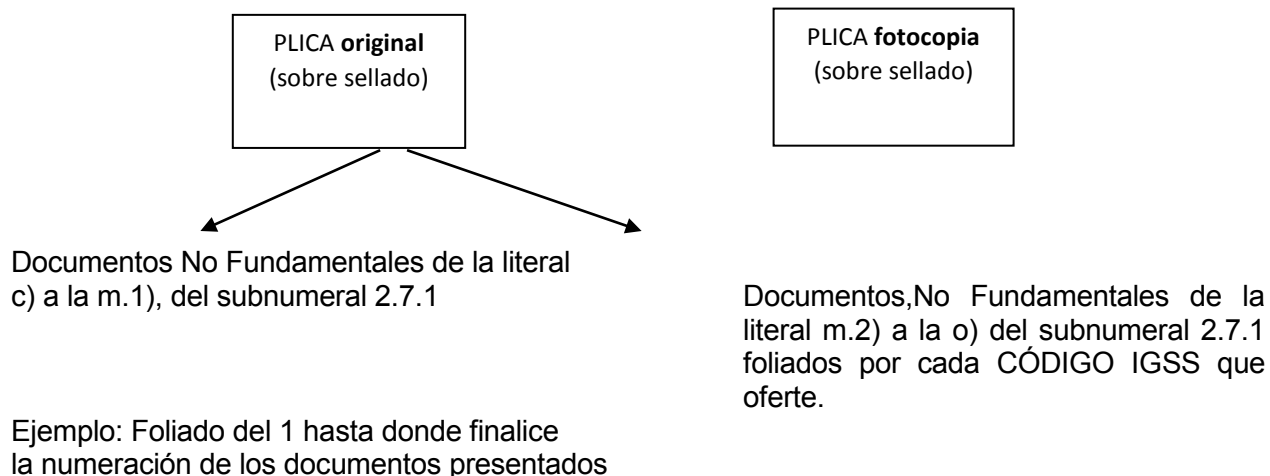 PLICA original
(sobre sellado)
PLICA fotocopia
(sobre sellado)
Documentos No Fundamentales de la literal
c) a la m.1), del subnumeral 2.7.1
Documentos,No Fundamentales de la
literal m.2) a la o) del subnumeral 2.7.1
foliados por cada CÓDIGO IGSS que
oferte.
Ejemplo: Foliado del 1 hasta donde finalice
la numeración de los documentos presentados